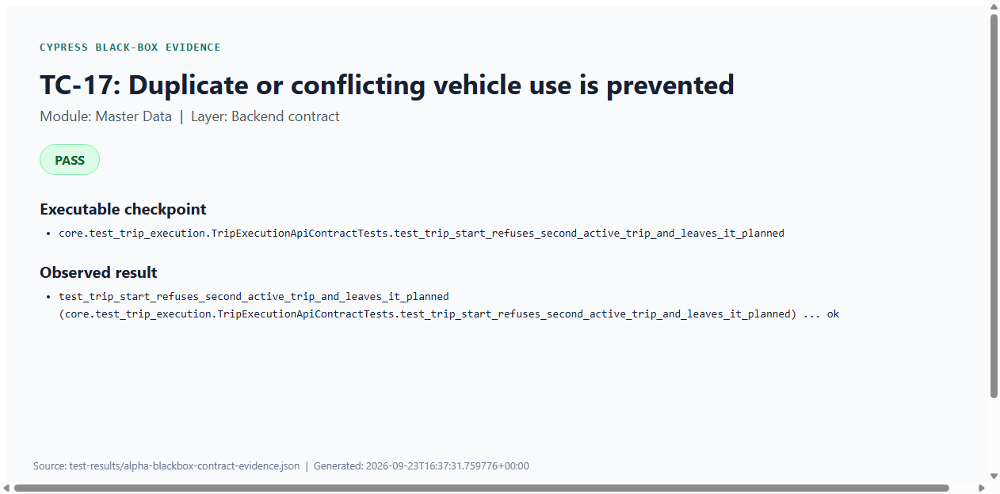 CYPRESS BLACK-BOX EVIDENCE
TC-17: Duplicate or conflicting vehicle use is prevented
Module: Master Data | Layer: Backend contract
PASS
Executable checkpoint
• core.test_trip_execution.TripExecutionApiContractTests.test_trip_start_refuses_second_active_trip_and_leaves_it_planned
Observed result
• test_trip_start_refuses_second_active_trip_and_leaves_it_planned
(core.test_trip_execution.TripExecutionApiContractTests.test_trip_start_refuses_second_active_trip_and_leaves_it_planned) ... ok
Source: test-results/alpha-blackbox-contract-evidence.json | Generated: 2026-09-23T16:37:31.759776+00:00